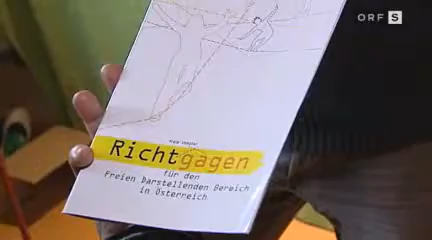 ORF S
Richtgagen
für den
Freien Darstellenden Bereich
in Österreich